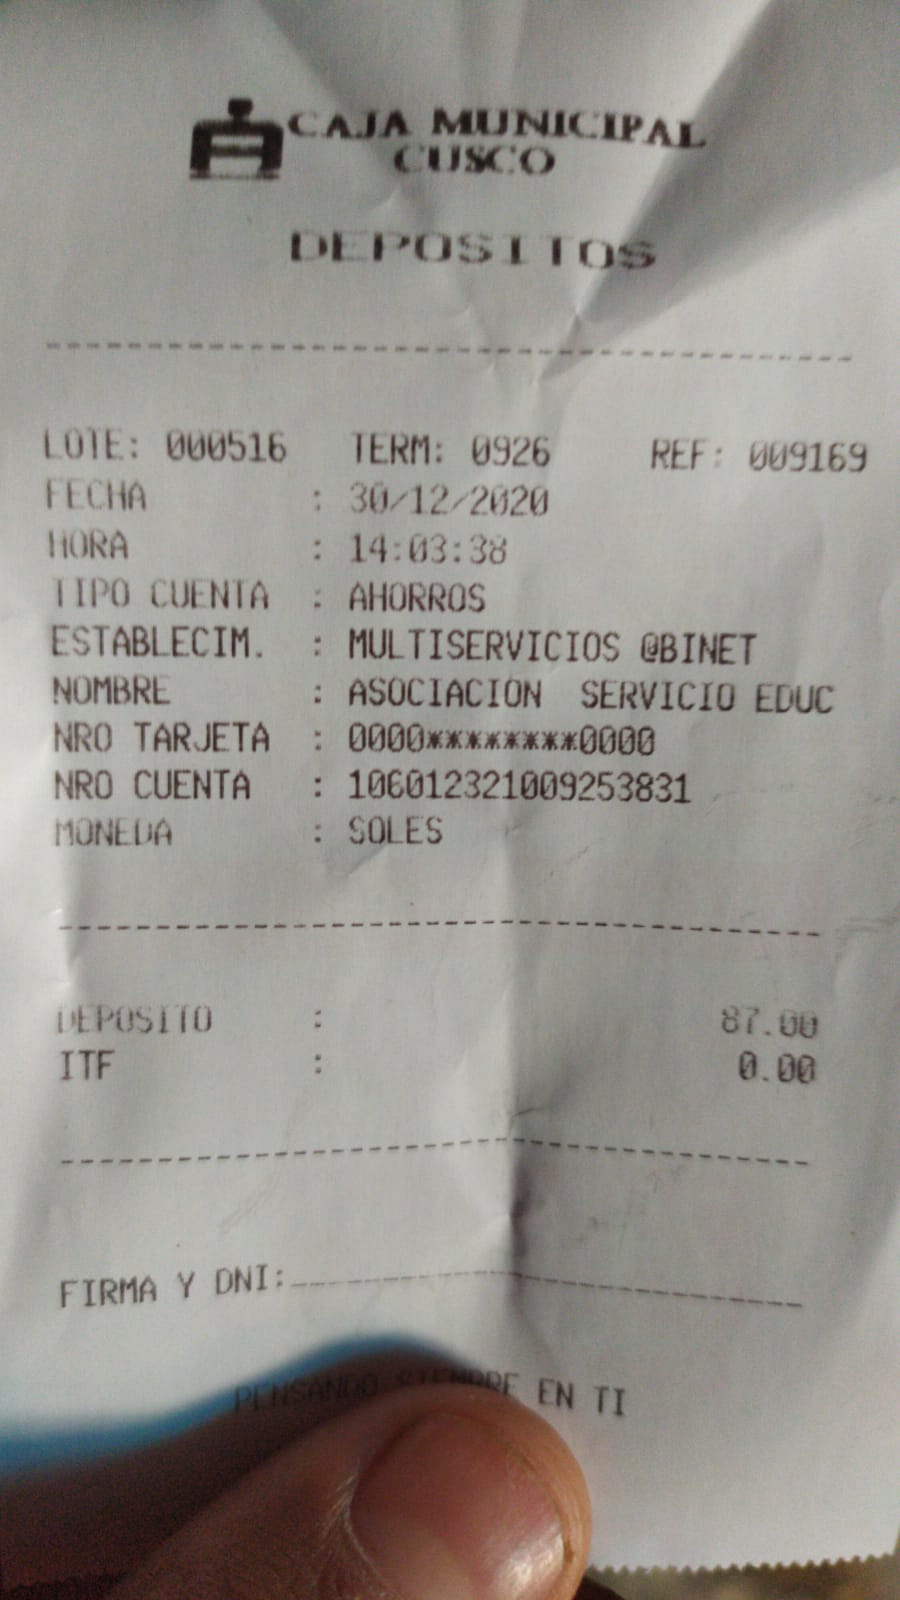 CAJA MUNICIPAL
CUSCO
DEPOSITOS
LOTE: 000516 TERM: 0926 REF: 009169
FECHA : 30/12/2020
HORA : 14:03:38
TIPO CUENTA : AHORROS
ESTABLECIM. : MULTISERVICIOS @BINET
NOMBRE : ASOCIACION SERVICIO EDUC
NRO TARJETA : 0000********0000
NRO CUENTA : 106012321009253831
MONEDA : SOLES
DEPOSITO : 87.00
ITF : 0.00
FIRMA Y DNI:
PENSANDO SIEMPRE EN TI